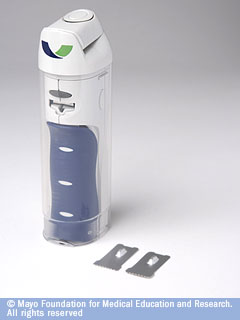 © Mayo Foundation for Medical Education and Research.
All rights reserved